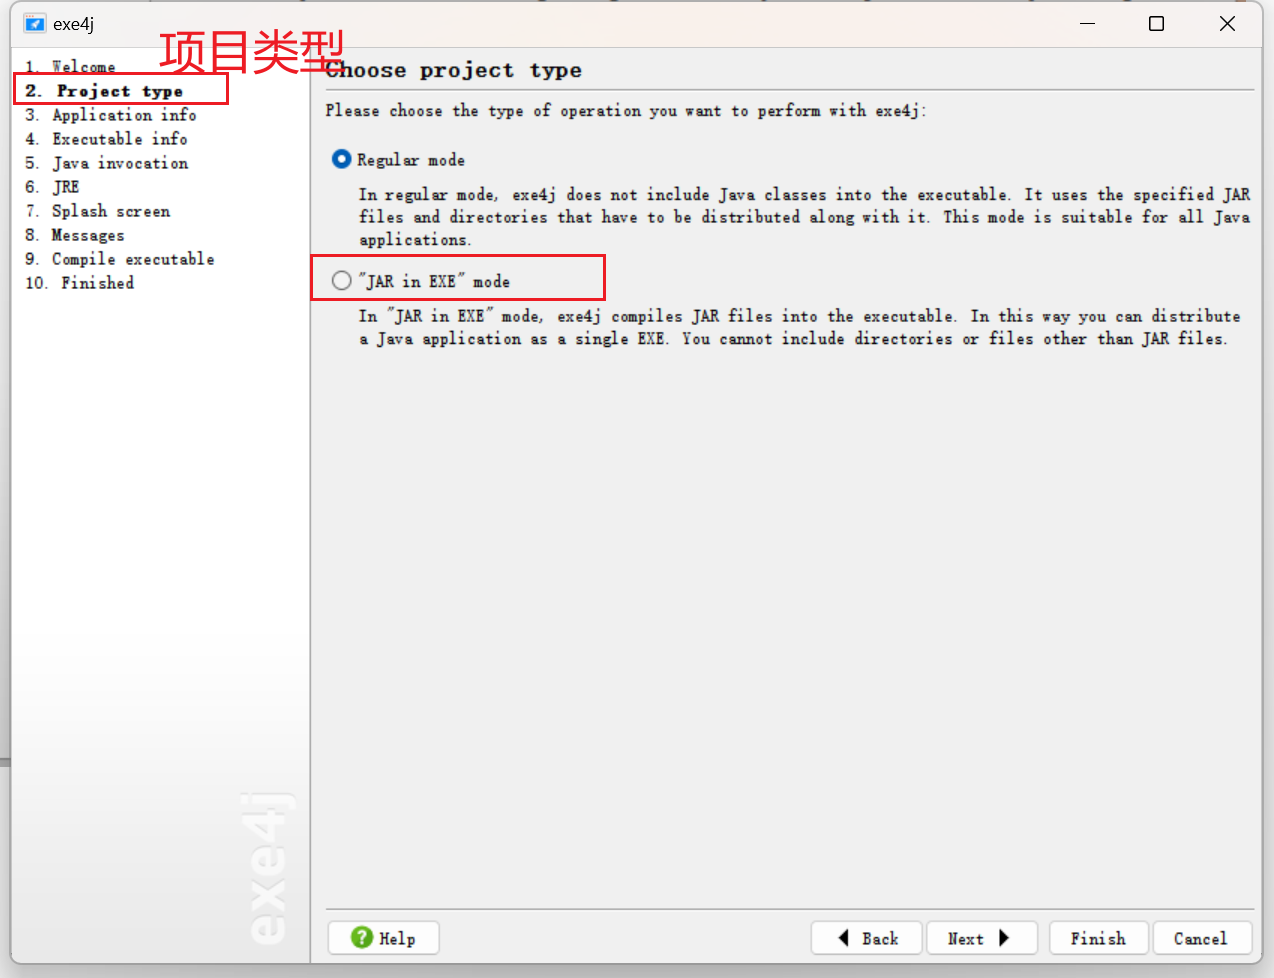 exe4j
项目类型
1. Welcome
2. Project type
3. Application info
4. Executable info
5. Java invocation
6. JRE
7. Splash screen
8. Messages
9. Compile executable
10. Finished
exe4j
Choose project type
Please choose the type of operation you want to perform with exe4j:
Regular mode
In regular mode, exe4j does not include Java classes into the executable. It uses the specified JAR
files and directories that have to be distributed along with it. This mode is suitable for all Java
applications.
"JAR in EXE" mode
In "JAR in EXE" mode, exe4j compiles JAR files into the executable. In this way you can distribute
a Java application as a single EXE. You cannot include directories or files other than JAR files.
? Help
Back
Next
Finish
Cancel